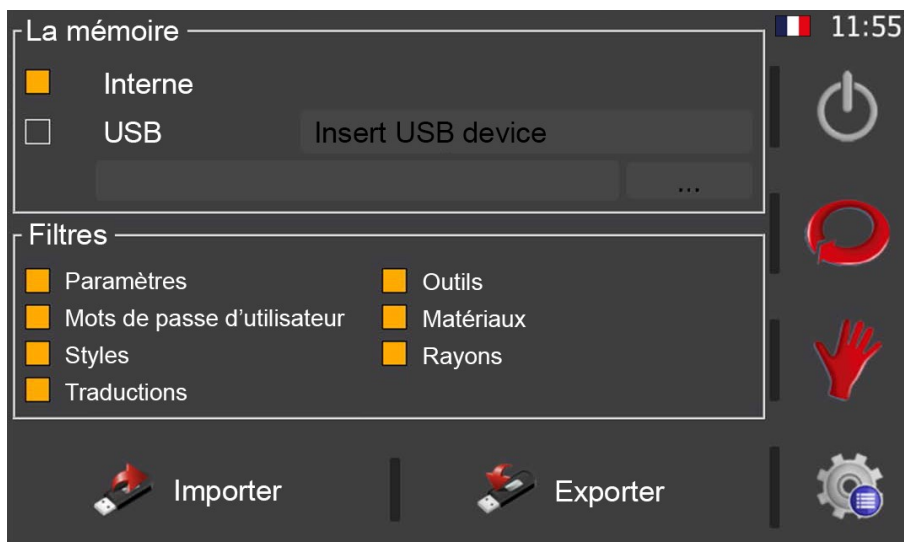 La mémoire
11:55
Interne
USB
Insert USB device
...
Filtres
Paramètres
Outils
Mots de passe d’utilisateur
Matériaux
Styles
Rayons
Traductions
Importer
Exporter